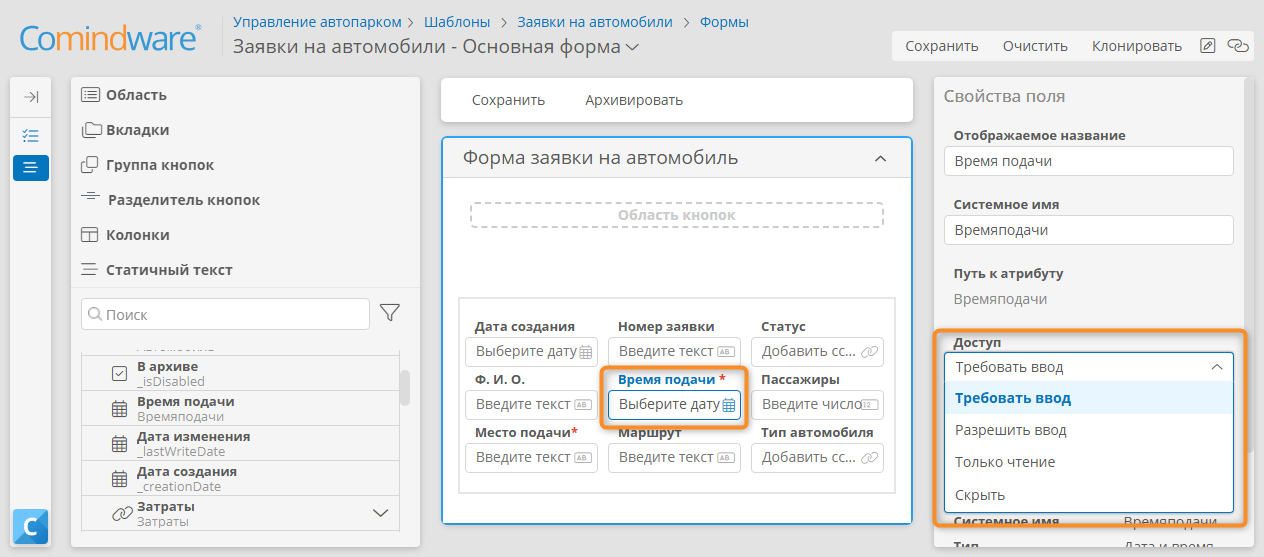 Comindware®
Управление автопарком > Шаблоны > Заявки на автомобили > Формы
Заявки на автомобили - Основная форма
Сохранить Очистить Клонировать
Область
Вкладки
Группа кнопок
Разделитель кнопок
Колонки
Статичный текст
Поиск
В архиве
_isDisabled
Время подачи
Времяподачи
Дата изменения
_lastWriteDate
Дата создания
_creationDate
Затраты
Затраты
C
Сохранить Архивировать
Форма заявки на автомобиль
Область кнопок
Дата создания Номер заявки Статус
Выберите дату Введите текст AB Добавить сс...
Ф. И. О. Время подачи * Пассажиры
Введите текст AB Выберите дату Введите число 12
Место подачи* Маршрут Тип автомобиля
Введите текст AB Введите текст AB Добавить сс...
Свойства поля
Отображаемое название
Время подачи
Системное имя
Времяподачи
Путь к атрибуту
Времяподачи
Доступ
Требовать ввод
Требовать ввод
Разрешить ввод
Только чтение
Скрыть
Системное имя Времяподачи
Тип Дата и время